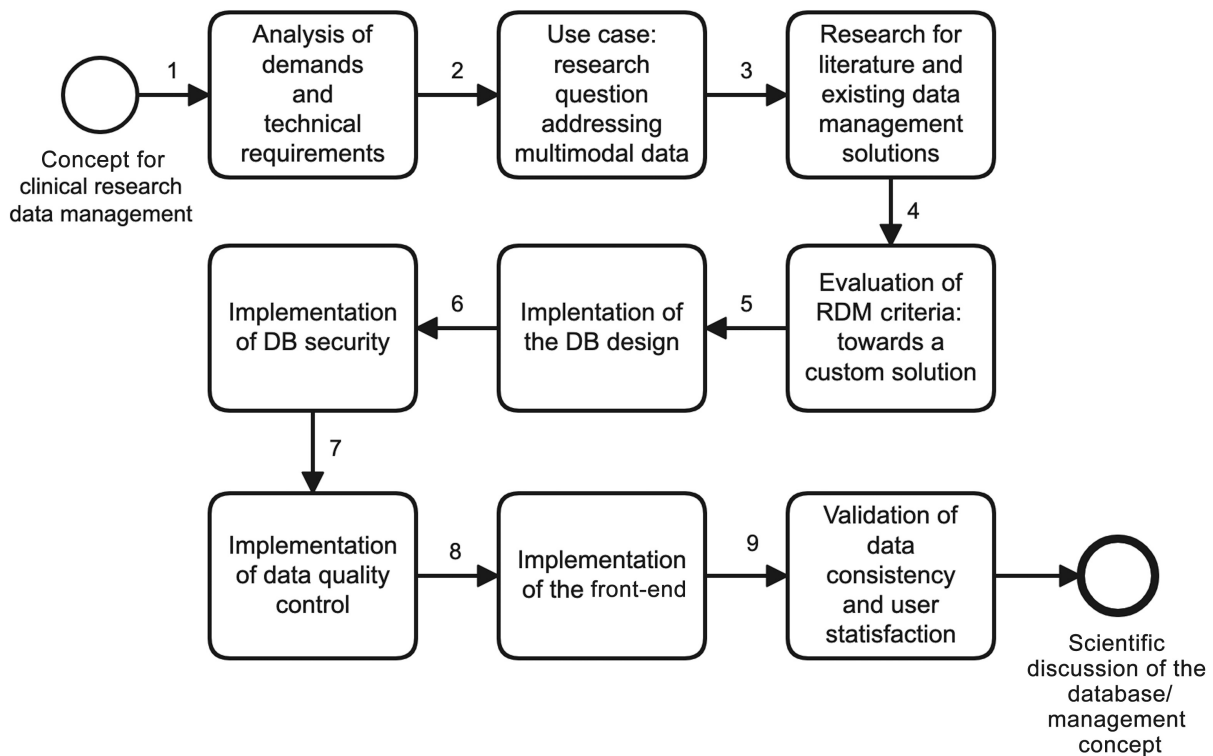 1
Analysis of
demands
and
technical
requirements
2
Use case:
research
question
addressing
multimodal data
3
Research for
literature and
existing data
management
solutions
Concept for
clinical research
data management
4
Evaluation of
RDM criteria:
towards a
custom solution
5
Implentation of
the DB design
6
Implementation
of DB security
7
Implementation
of data quality
control
8
Implementation
of the front-end
9
Validation of
data
consistency
and user
statisfaction
Scientific
discussion of the
database/
management
concept